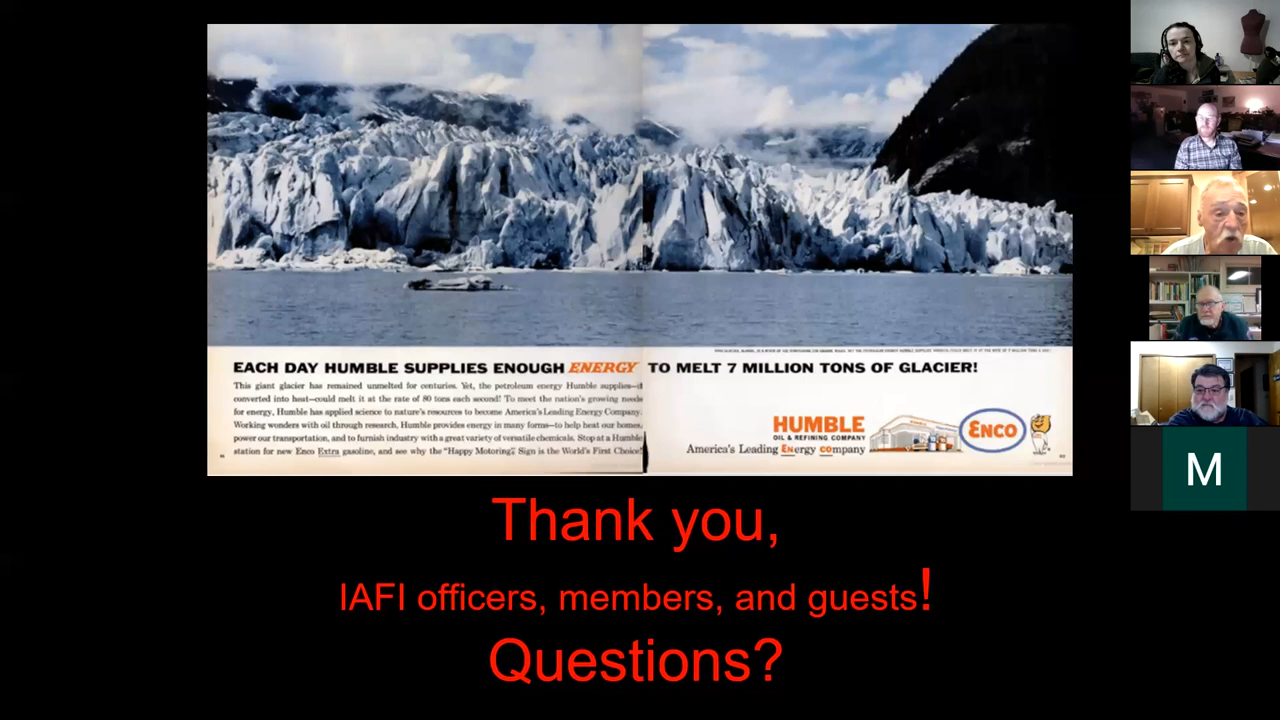 EACH DAY HUMBLE SUPPLIES ENOUGH ENERGY TO MELT 7 MILLION TONS OF GLACIER!
This giant glacier has remained unmelted for centuries. Yet, the petroleum energy Humble supplies—if
converted into heat—could melt it at the rate of 80 tons each second! To meet the nation's growing needs
for energy, Humble has applied science to nature's resources to become America's Leading Energy Company.
Working wonders with oil through research, Humble provides energy in many forms—to help heat our homes,
power our transportation, and to furnish industry with a great variety of versatile chemicals. Stop at a Humble
station for new Enco Extra gasoline, and see why the "Happy Motoring" Sign is the World's First Choice!
HUMBLE
OIL & REFINING COMPANY
America's Leading ENergy COmpany
ENCO
Thank you,
IAFI officers, members, and guests!
Questions?
M